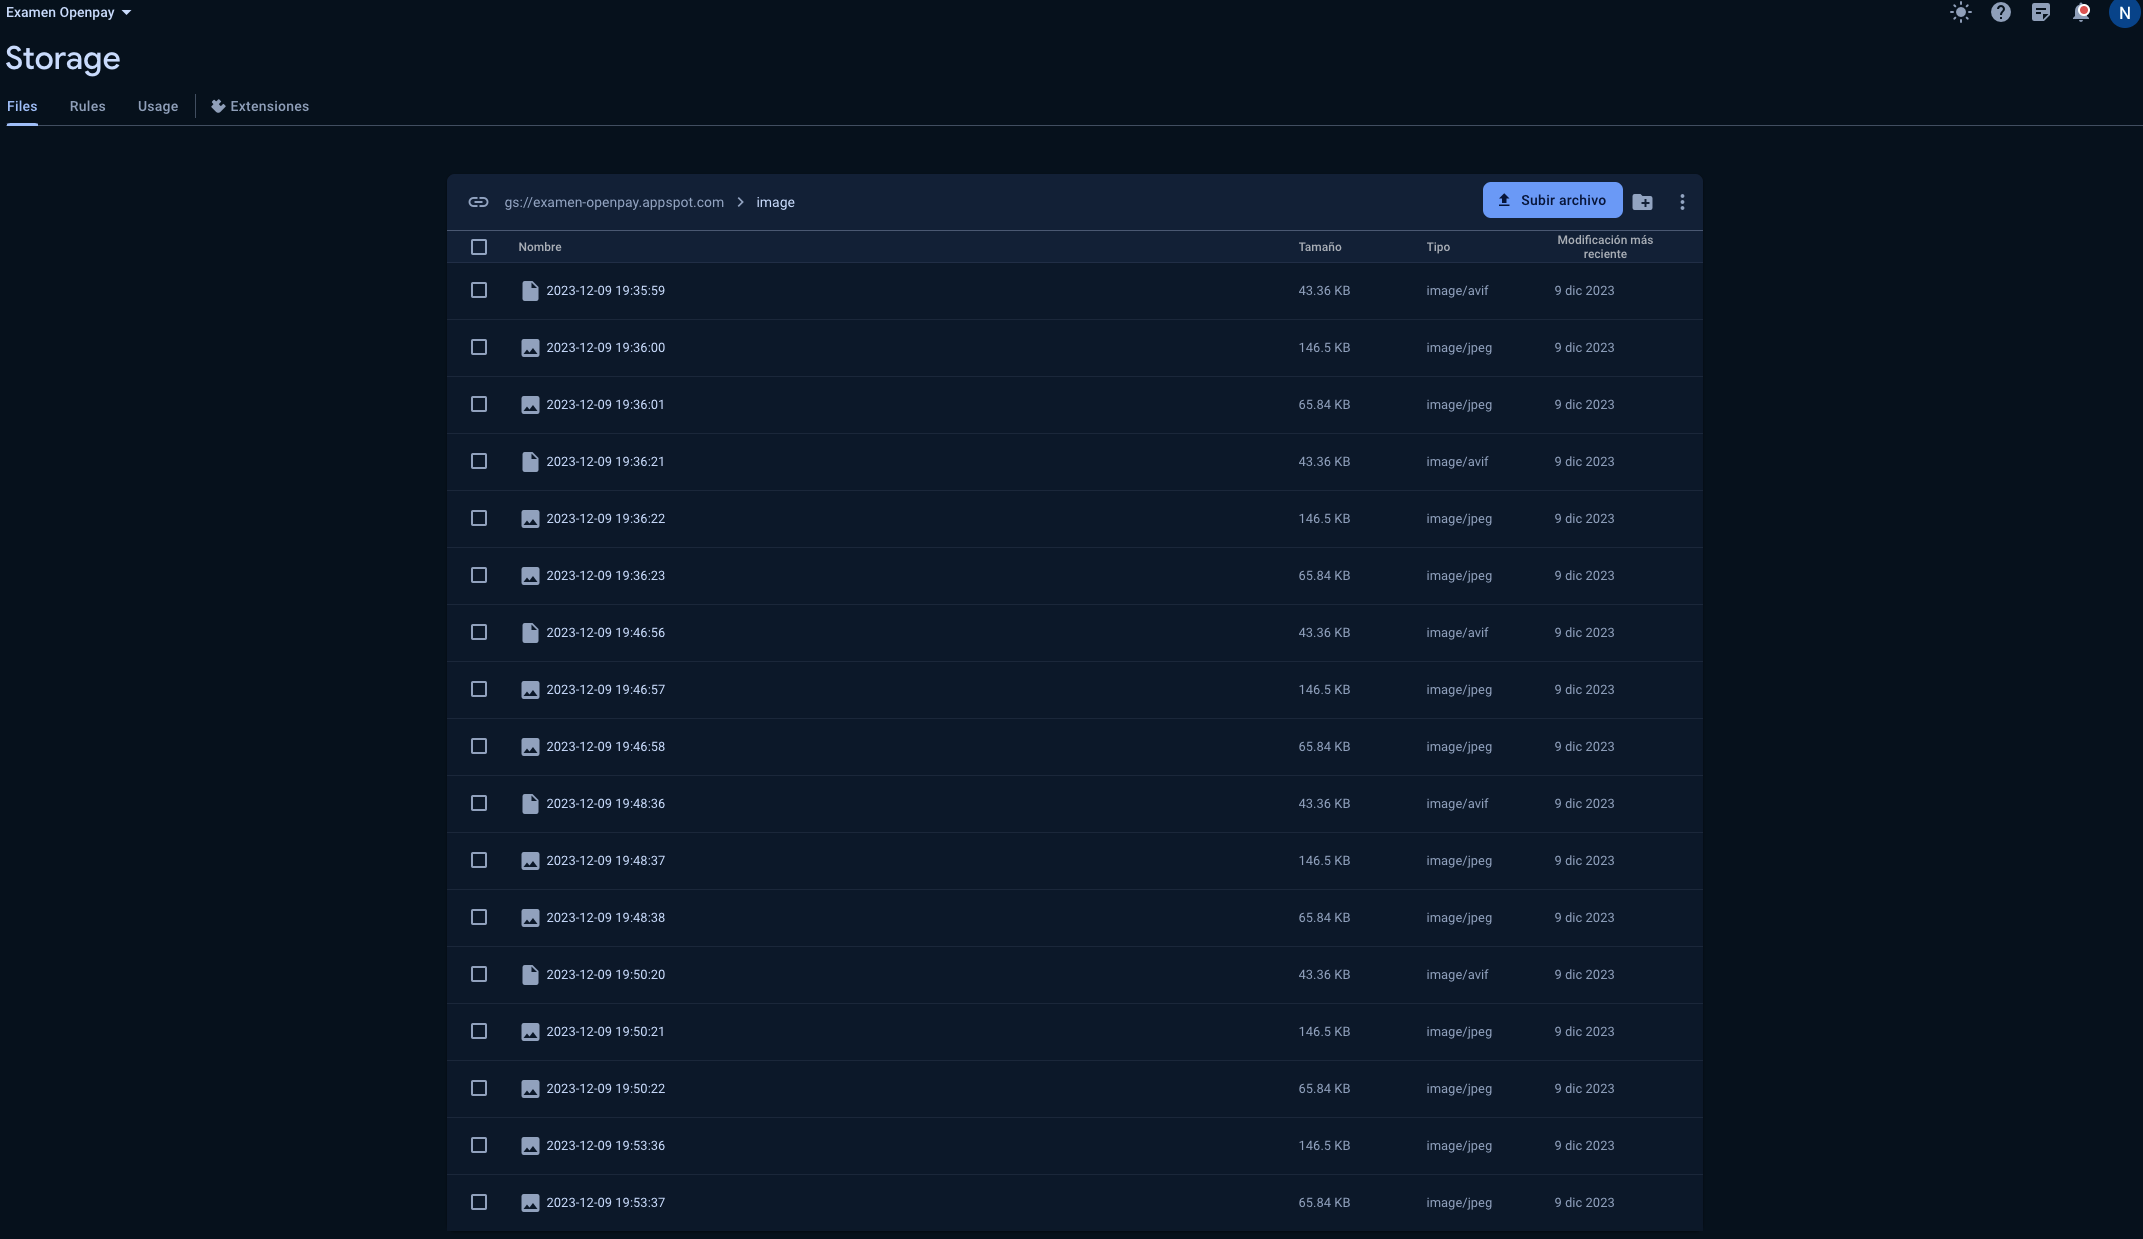 Examen Openpay
N
Storage
Files Rules Usage Extensiones
gs://examen-openpay.appspot.com > image Subir archivo
Nombre Tamaño Tipo Modificación más reciente
2023-12-09 19:35:59 43.36 KB image/avif 9 dic 2023
2023-12-09 19:36:00 146.5 KB image/jpeg 9 dic 2023
2023-12-09 19:36:01 65.84 KB image/jpeg 9 dic 2023
2023-12-09 19:36:21 43.36 KB image/avif 9 dic 2023
2023-12-09 19:36:22 146.5 KB image/jpeg 9 dic 2023
2023-12-09 19:36:23 65.84 KB image/jpeg 9 dic 2023
2023-12-09 19:46:56 43.36 KB image/avif 9 dic 2023
2023-12-09 19:46:57 146.5 KB image/jpeg 9 dic 2023
2023-12-09 19:46:58 65.84 KB image/jpeg 9 dic 2023
2023-12-09 19:48:36 43.36 KB image/avif 9 dic 2023
2023-12-09 19:48:37 146.5 KB image/jpeg 9 dic 2023
2023-12-09 19:48:38 65.84 KB image/jpeg 9 dic 2023
2023-12-09 19:50:20 43.36 KB image/avif 9 dic 2023
2023-12-09 19:50:21 146.5 KB image/jpeg 9 dic 2023
2023-12-09 19:50:22 65.84 KB image/jpeg 9 dic 2023
2023-12-09 19:53:36 146.5 KB image/jpeg 9 dic 2023
2023-12-09 19:53:37 65.84 KB image/jpeg 9 dic 2023